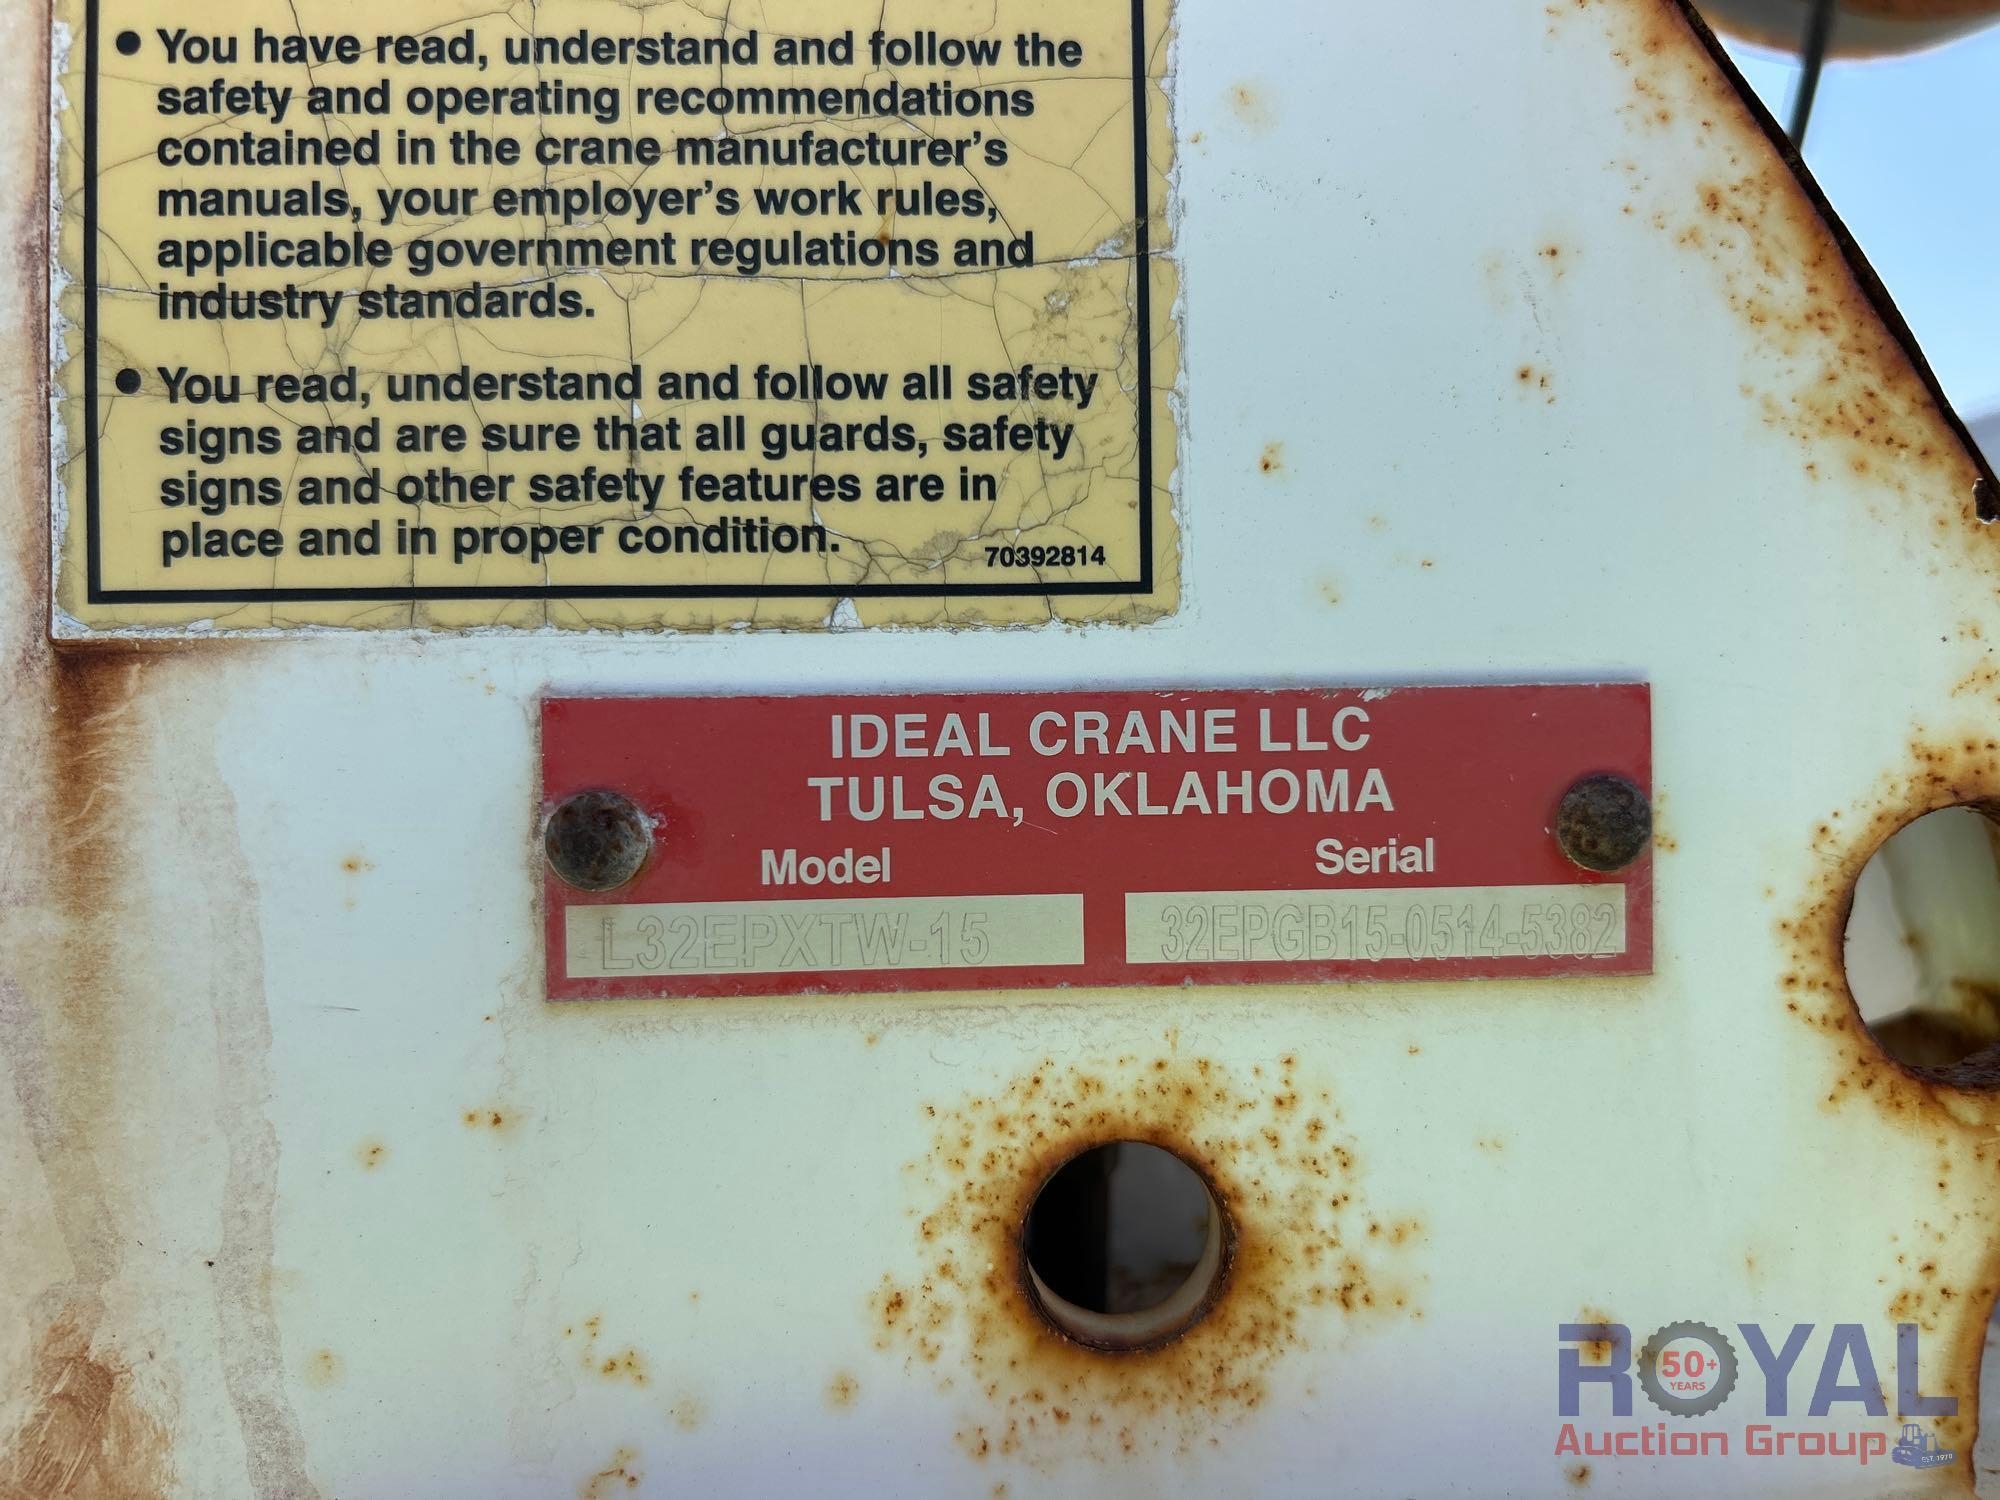 • You have read, understand and follow the
safety and operating recommendations
contained in the crane manufacturer's
manuals, your employer's work rules,
applicable government regulations and
industry standards.
• You read, understand and follow all safety
signs and are sure that all guards, safety
signs and other safety features are in
place and in proper condition.
70392814
IDEAL CRANE LLC
TULSA, OKLAHOMA
Model Serial
L32EPXTW-15 32EPGB15-0514-5382
ROYAL
50+
YEARS
Auction Group
EST. 1970